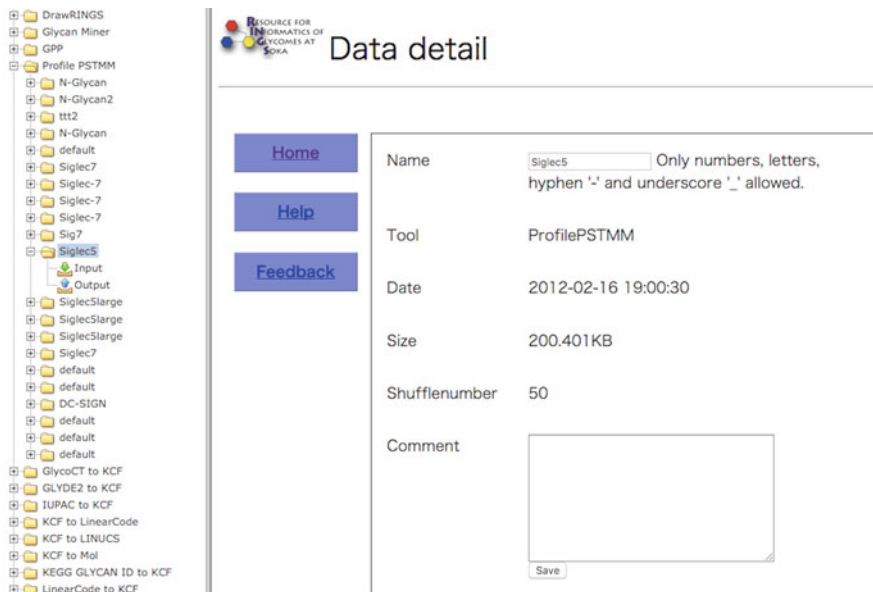 DrawRINGS
Glycan Miner
GPP
Profile PSTMM
N-Glycan
N-Glycan2
ttt2
N-Glycan
default
Siglec7
Siglec-7
Siglec-7
Siglec-7
Sig7
Siglec5
Input
Output
Siglec5large
Siglec5large
Siglec5large
Siglec7
default
default
DC-SIGN
default
default
default
GlycoCT to KCF
GLYDE2 to KCF
IUPAC to KCF
KCF to LinearCode
KCF to LINUCS
KCF to Mol
KEGG GLYCAN ID to KCF
LinearCode to KCF
RESOURCE FOR
INFORMATICS OF
GLYCOMES AT
SOKA
Data detail
Home
Help
Feedback
Name Siglec5 Only numbers, letters,
hyphen '-' and underscore '_' allowed.
Tool ProfilePSTMM
Date 2012-02-16 19:00:30
Size 200.401KB
Shufflenumber 50
Comment
Save